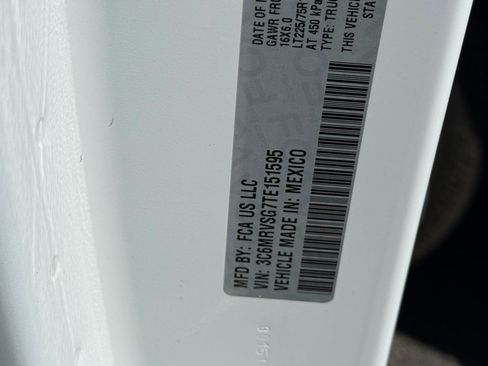 MFD BY: FCA US LLC
DATE OF
VIN: 3C6MRVSG7TE151595
GAWR FRO
16X6.0
VEHICLE MADE IN: MEXICO
LT225/75R
AT 450 kPa
TYPE: TRU
THIS VEHIC
STA